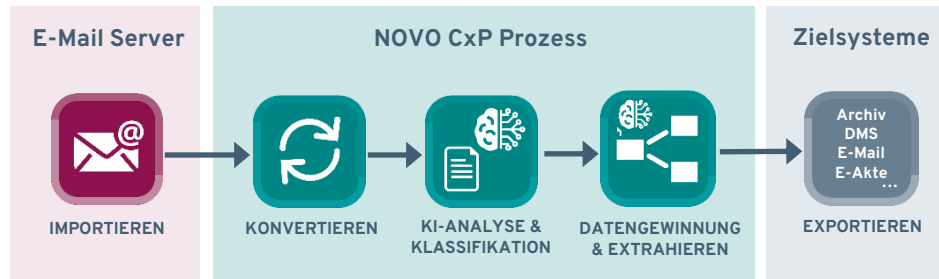 E-Mail Server
NOVO CxP Prozess
Zielsysteme
@
Archiv
DMS
E-Mail
E-Akte
...
IMPORTIEREN
KONVERTIEREN
KI-ANALYSE &
KLASSIFIKATION
DATENGEWINNUNG
& EXTRAHIEREN
EXPORTIEREN